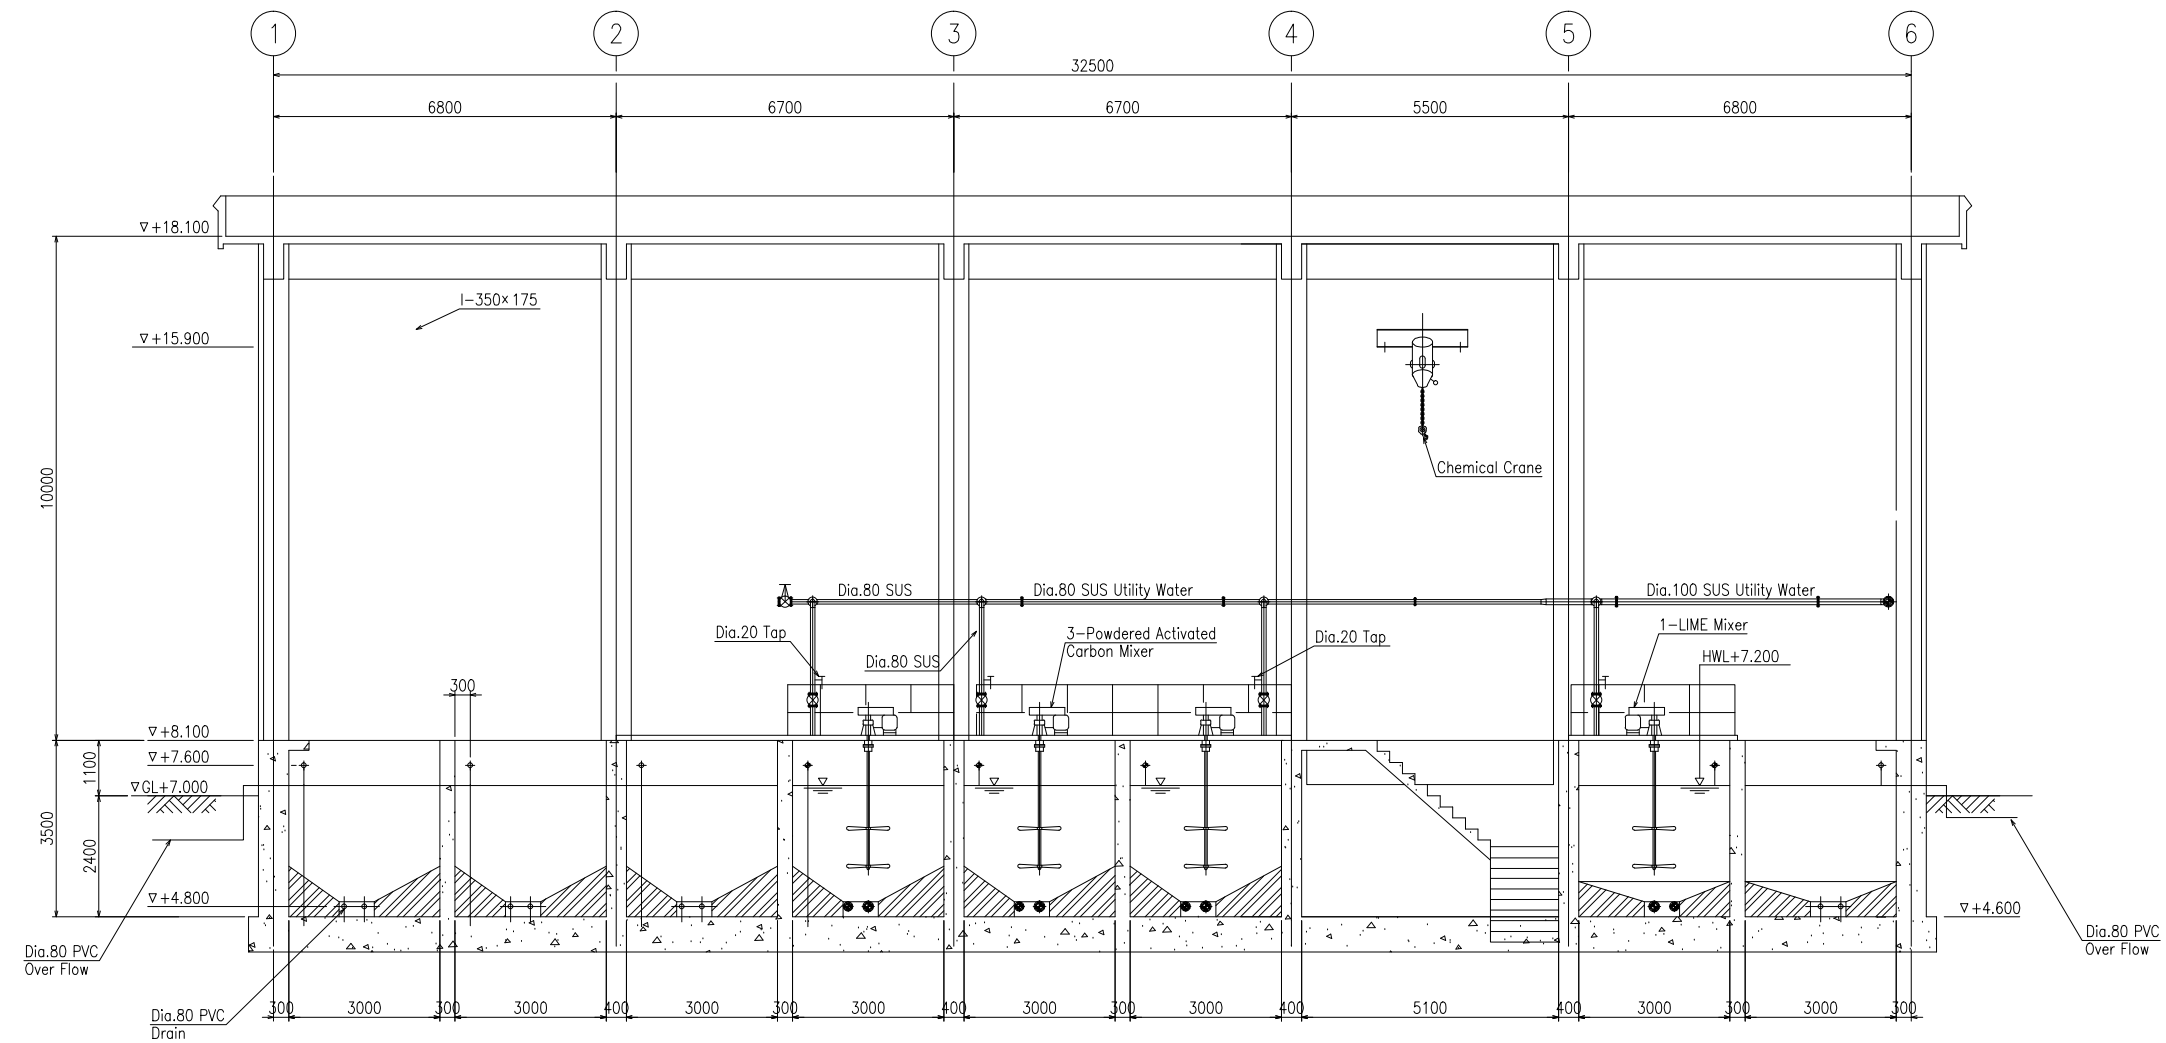 1 2 3 4 5 6
32500
6800 6700 6700 5500 6800
▽+18.100
I-350×175
▽+15.900
10000
Chemical Crane
Dia.80 SUS Dia.80 SUS Utility Water Dia.100 SUS Utility Water
Dia.20 Tap
3-Powdered Activated
Carbon Mixer
Dia.80 SUS
Dia.20 Tap
1-LIME Mixer
HWL+7.200
300
▽+8.100
▽+7.600
1100
▽GL+7.000
3500
2400
▽+4.800
▽+4.600
Dia.80 PVC
Over Flow
Dia.80 PVC
Over Flow
300 3000 300 3000 400 3000 300 3000 400 3000 300 3000 400 5100 400 3000 300 3000 300
Dia.80 PVC
Drain